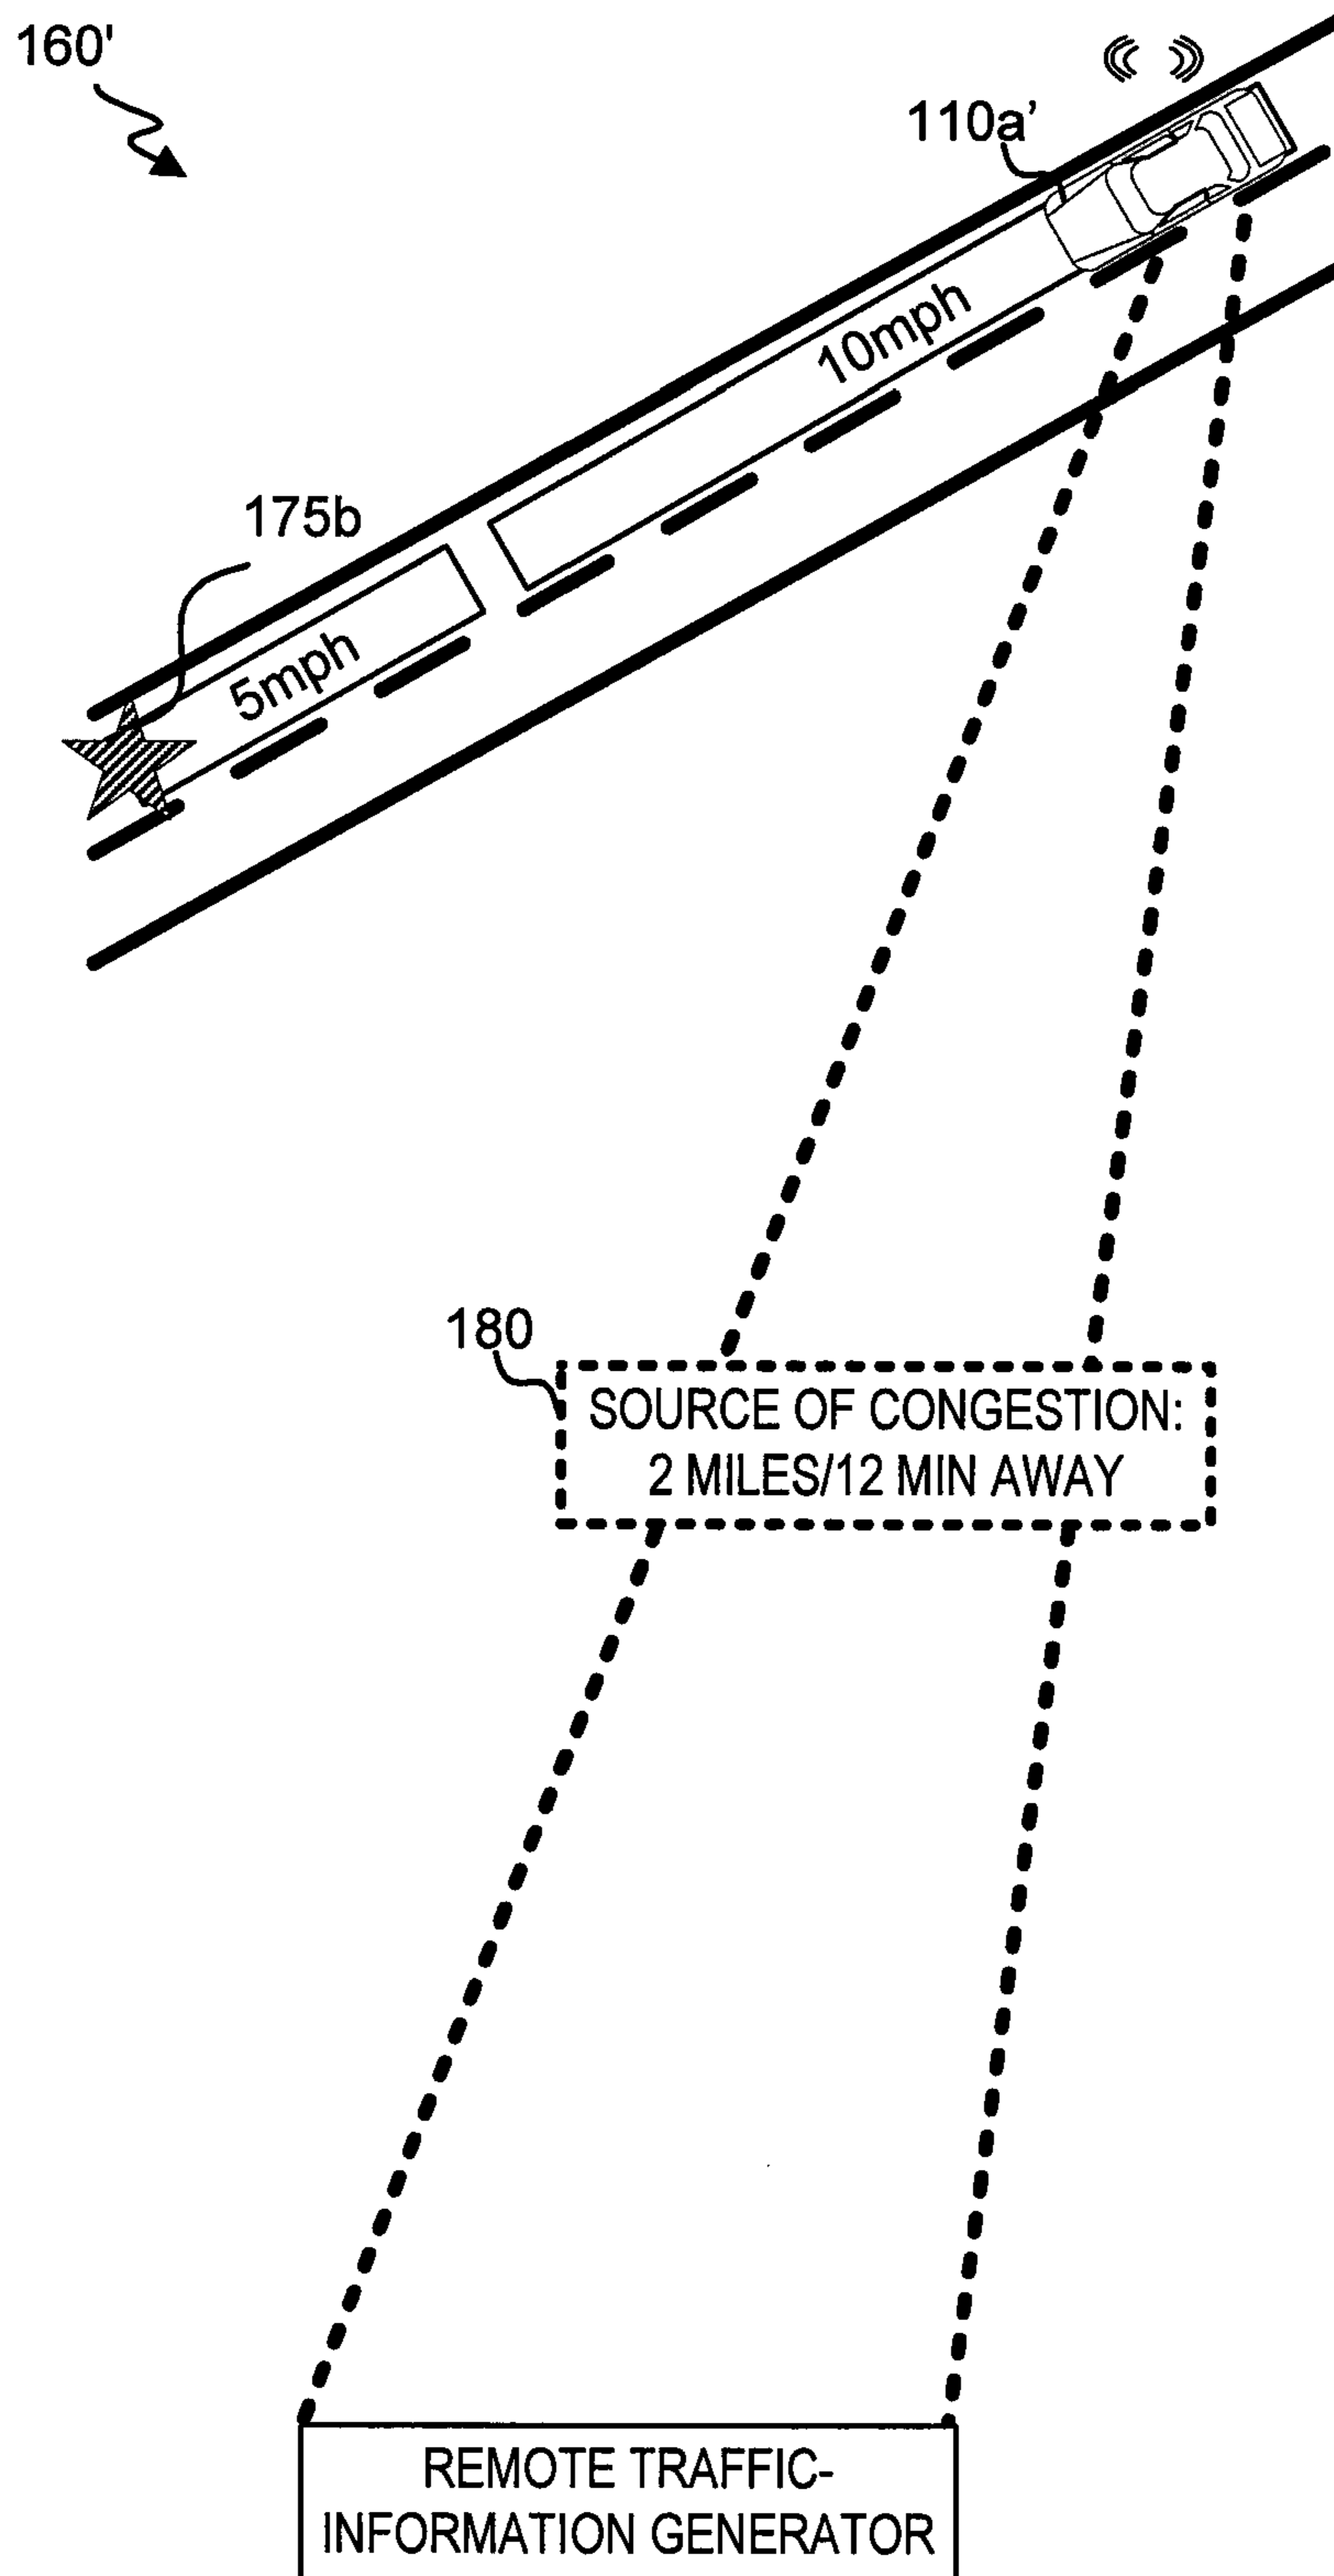 160'
110a'
10mph
175b
5mph
180
SOURCE OF CONGESTION:
2 MILES/12 MIN AWAY
REMOTE TRAFFIC-
INFORMATION GENERATOR